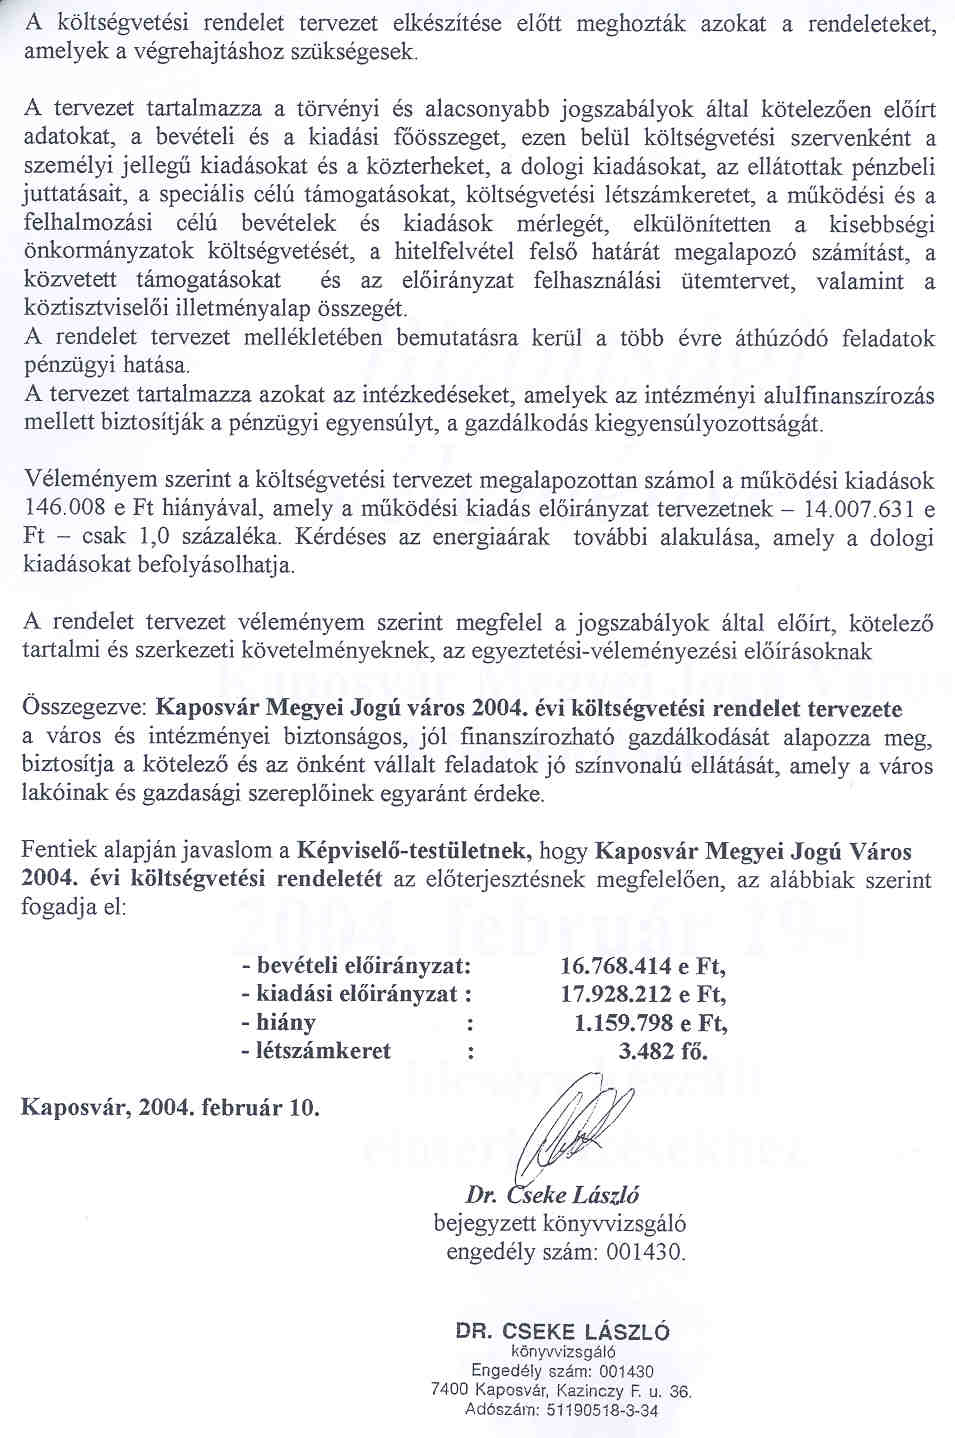 A költségvetési rendelet tervezet elkészítése előtt meghozták azokat a rendeleteket,
amelyek a végrehajtáshoz szükségesek.
A tervezet tartalmazza a törvényi és alacsonyabb jogszabályok által kötelezően előírt
adatokat, a bevételi és a kiadási főösszeget, ezen belül költségvetési szervenként a
személyi jellegű kiadásokat és a közterheket, a dologi kiadásokat, az ellátottak pénzbeli
juttatásait, a speciális célú támogatásokat, költségvetési létszámkeretet, a működési és a
felhalmozási célú bevételek és kiadások mérlegét, elkülönítetten a kisebbségi
önkormányzatok költségvetését, a hitelfelvétel felső határát megalapozó számítást, a
közvetett támogatásokat és az előirányzat felhasználási ütemtervet, valamint a
köztisztviselői illetményalap összegét.
A rendelet tervezet mellékletében bemutatásra kerül a több évre áthúzódó feladatok
pénzügyi hatása.
A tervezet tartalmazza azokat az intézkedéseket, amelyek az intézményi alulfinanszírozás
mellett biztosítják a pénzügyi egyensúlyt, a gazdálkodás kiegyensúlyozottságát.
Véleményem szerint a költségvetési tervezet megalapozottan számol a működési kiadások
146.008 e Ft hiányával, amely a működési kiadás előirányzat tervezetnek – 14.007.631 e
Ft – csak 1,0 százaléka. Kérdéses az energiaárak további alakulása, amely a dologi
kiadásokat befolyásolhatja.
A rendelet tervezet véleményem szerint megfelel a jogszabályok által előírt, kötelező
tartalmi és szerkezeti követelményeknek, az egyeztetési-véleményezési előírásoknak
Összegezve: Kaposvár Megyei Jogú város 2004. évi költségvetési rendelet tervezete
a város és intézményei biztonságos, jól finanszírozható gazdálkodását alapozza meg,
biztosítja a kötelező és az önként vállalt feladatok jó színvonalú ellátását, amely a város
lakóinak és gazdasági szereplőinek egyaránt érdeke.
Fentiek alapján javaslom a Képviselő-testületnek, hogy Kaposvár Megyei Jogú Város
2004. évi költségvetési rendeletét az előterjesztésnek megfelelően, az alábbiak szerint
fogadja el:
- bevételi előirányzat: 16.768.414 e Ft,
- kiadási előirányzat : 17.928.212 e Ft,
- hiány : 1.159.798 e Ft,
- létszámkeret : 3.482 fő.
Kaposvár, 2004. február 10.
Dr. Cseke László
bejegyzett könyvvizsgáló
engedély szám: 001430.
DR. CSEKE LÁSZLÓ
könyvvizsgáló
Engedély szám: 001430
7400 Kaposvár, Kazinczy F. u. 36.
Adószám: 51190518-3-34